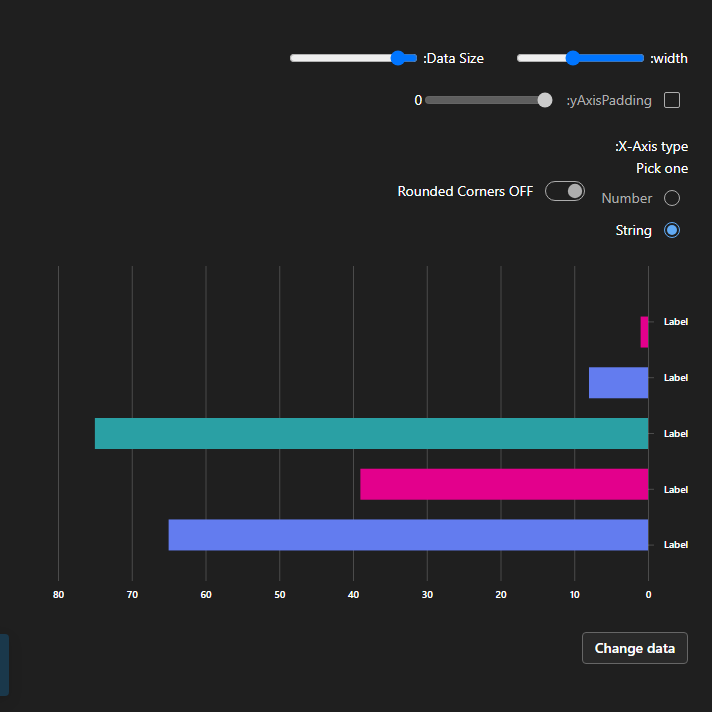 width:
Data Size:
yAxisPadding:
0
X-Axis type:
Pick one
Number
String
Rounded Corners OFF
Label
Label
Label
Label
Label
80 70 60 50 40 30 20 10 0
Change data